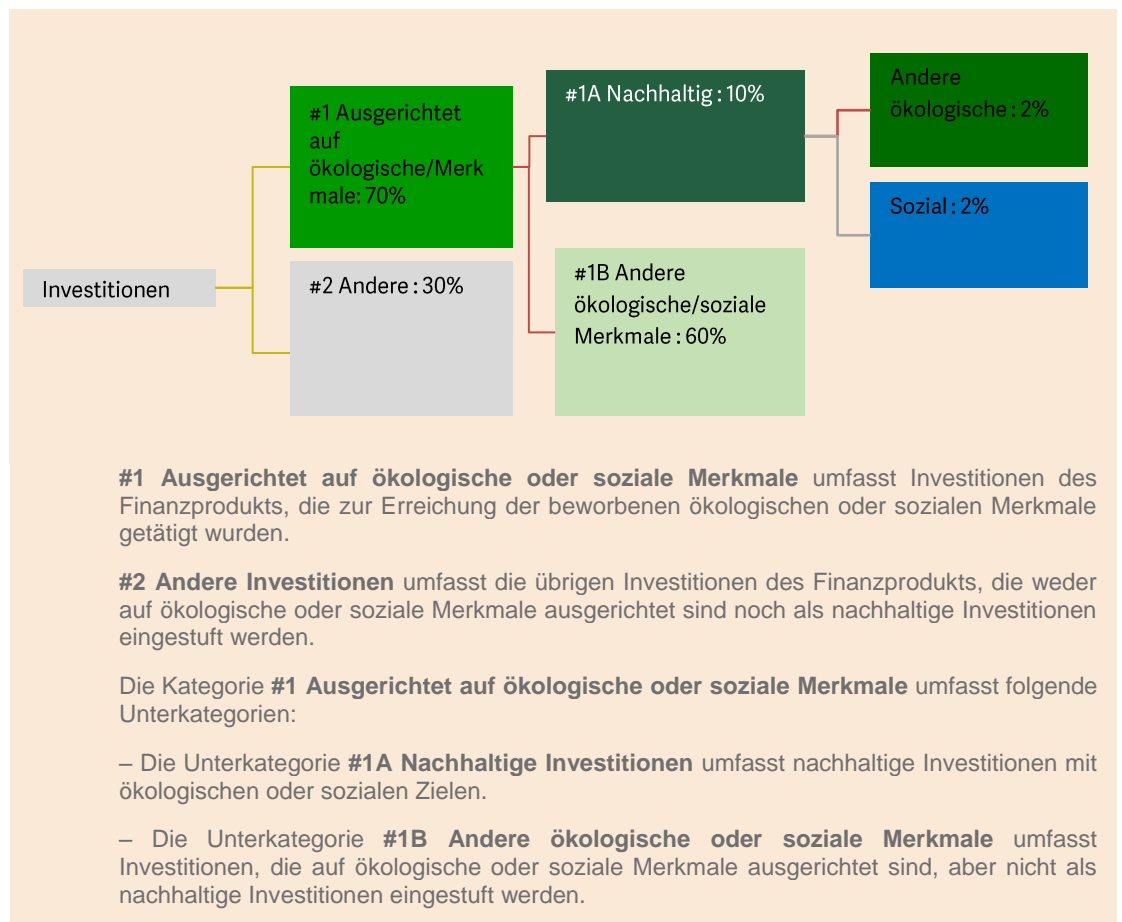 Investitionen
#1 Ausgerichtet
auf
ökologische/Merk
male: 70%
#2 Andere : 30%
#1A Nachhaltig : 10%
#1B Andere
ökologische/soziale
Merkmale : 60%
Andere
ökologische : 2%
Sozial : 2%
#1 Ausgerichtet auf ökologische oder soziale Merkmale umfasst Investitionen des
Finanzprodukts, die zur Erreichung der beworbenen ökologischen oder sozialen Merkmale
getätigt wurden.
#2 Andere Investitionen umfasst die übrigen Investitionen des Finanzprodukts, die weder
auf ökologische oder soziale Merkmale ausgerichtet sind noch als nachhaltige Investitionen
eingestuft werden.
Die Kategorie #1 Ausgerichtet auf ökologische oder soziale Merkmale umfasst folgende
Unterkategorien:
– Die Unterkategorie #1A Nachhaltige Investitionen umfasst nachhaltige Investitionen mit
ökologischen oder sozialen Zielen.
– Die Unterkategorie #1B Andere ökologische oder soziale Merkmale umfasst
Investitionen, die auf ökologische oder soziale Merkmale ausgerichtet sind, aber nicht als
nachhaltige Investitionen eingestuft werden.